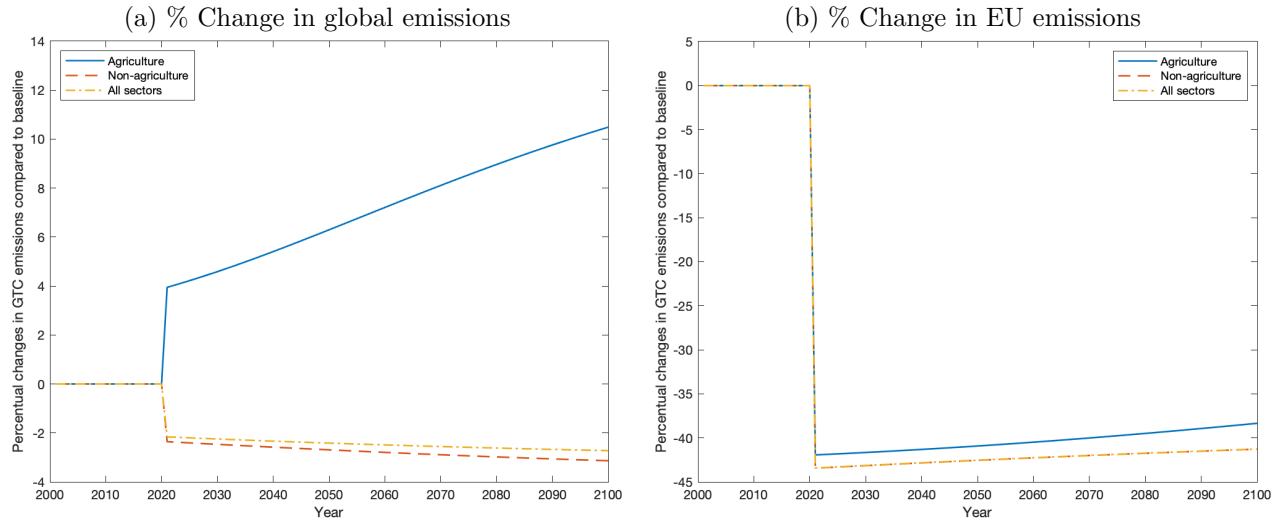 (a) % Change in global emissions
Percentual changes in GTC emissions compared to baseline
14
12
10
8
6
4
2
0
-2
-4
Agriculture
Non-agriculture
All sectors
2000 2010 2020 2030 2040 2050 2060 2070 2080 2090 2100
Year
(b) % Change in EU emissions
Percentual changes in GTC emissions compared to baseline
5
0
-5
-10
-15
-20
-25
-30
-35
-40
-45
Agriculture
Non-agriculture
All sectors
2000 2010 2020 2030 2040 2050 2060 2070 2080 2090 2100
Year